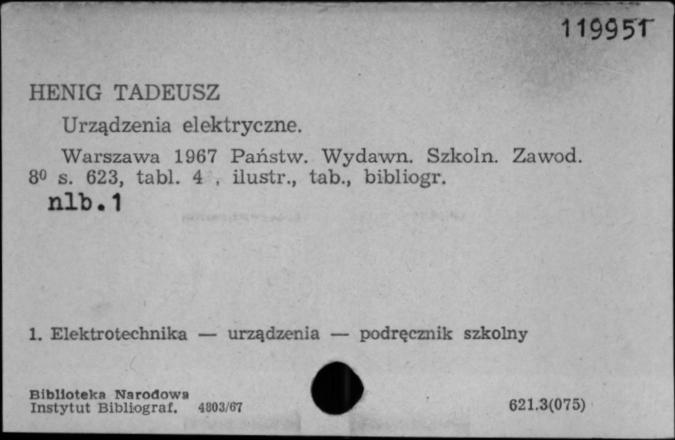 119951
HENIG TADEUSZ
Urządzenia elektryczne.
Warszawa 1967 Państw. Wydawn. Szkoln. Zawod.
8⁰ s. 623, tabl. 4 , ilustr., tab., bibliogr.
nlb.1
1. Elektrotechnika — urządzenia — podręcznik szkolny
Biblioteka Narodowa
Instytut Bibliograf. 4803/67
621.3(075)